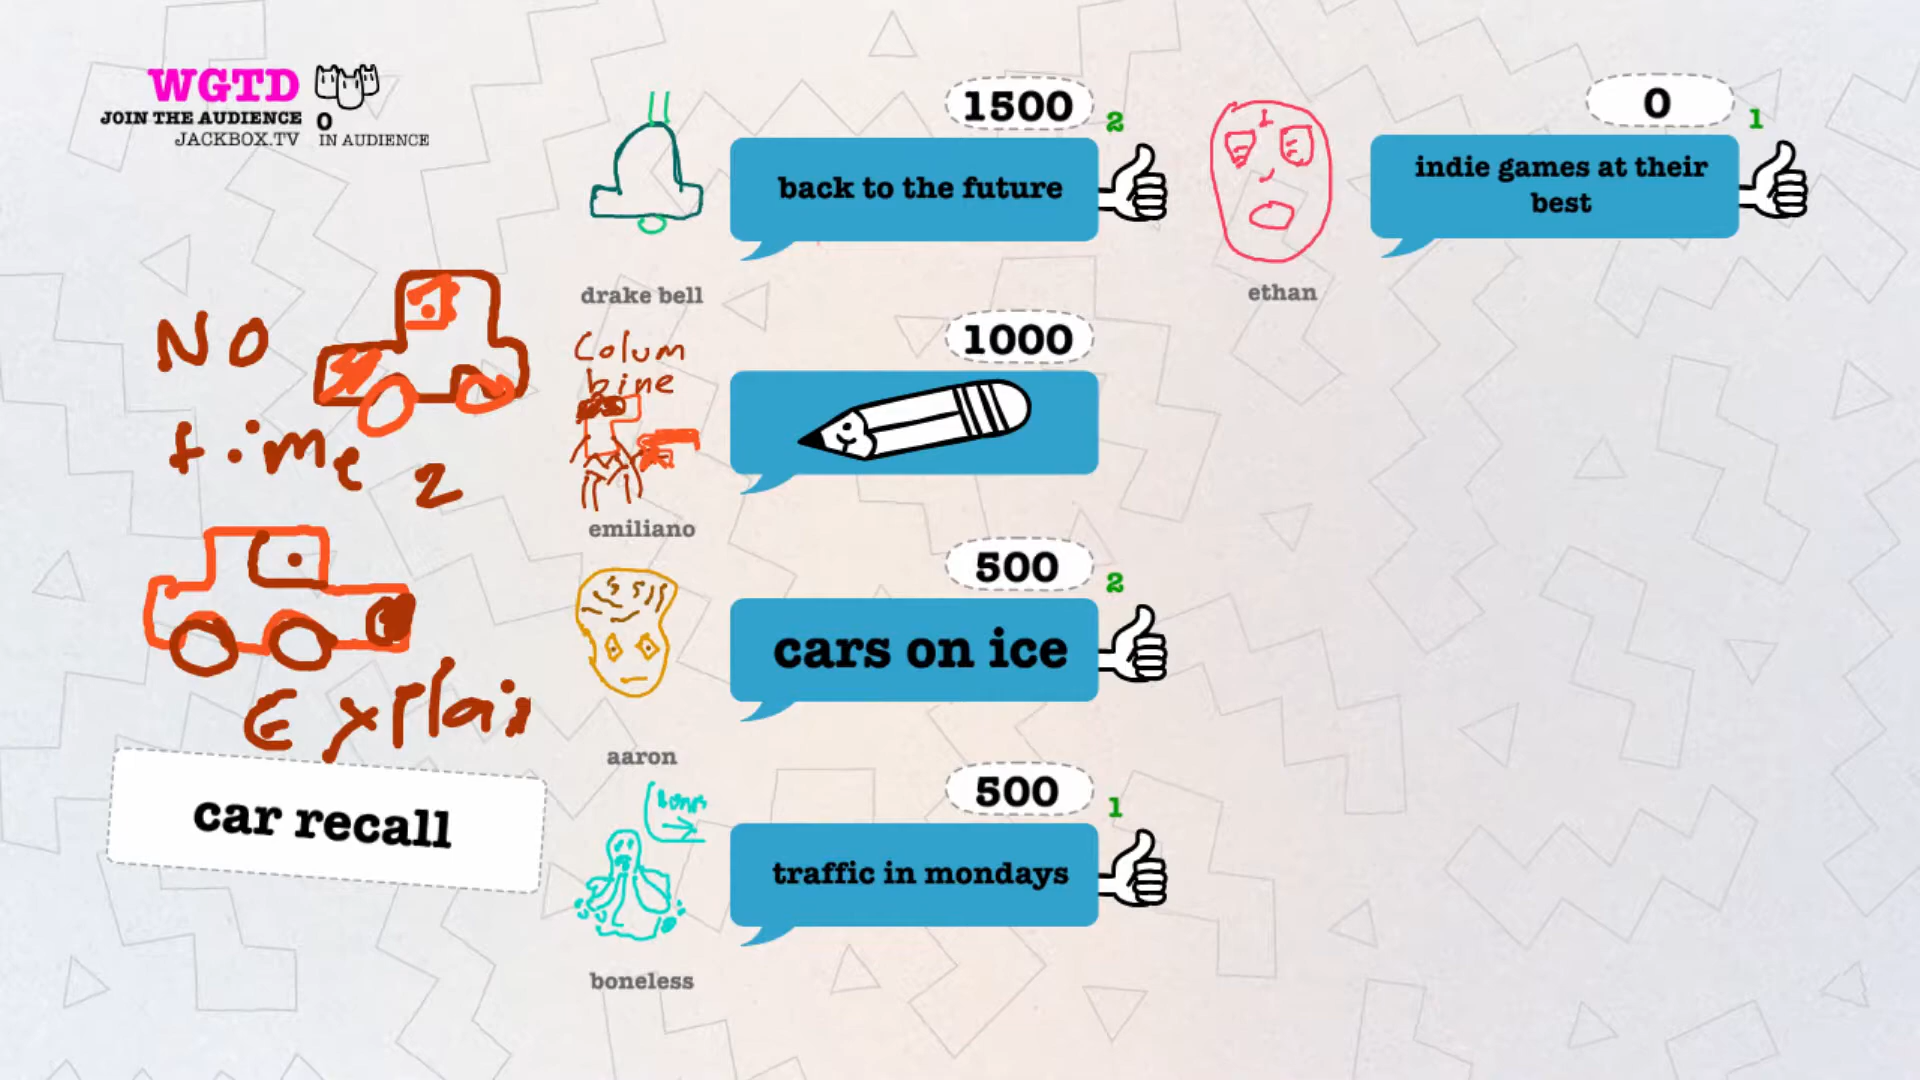 WGTD
JOIN THE AUDIENCE
JACKBOX.TV
0
IN AUDIENCE
NO
time 2
Explain
car recall
1500
2
back to the future
drake bell
Colum
bine
1000
emiliano
500
2
cars on ice
aaron
500
1
traffic in mondays
boneless
0
1
indie games at their
best
ethan